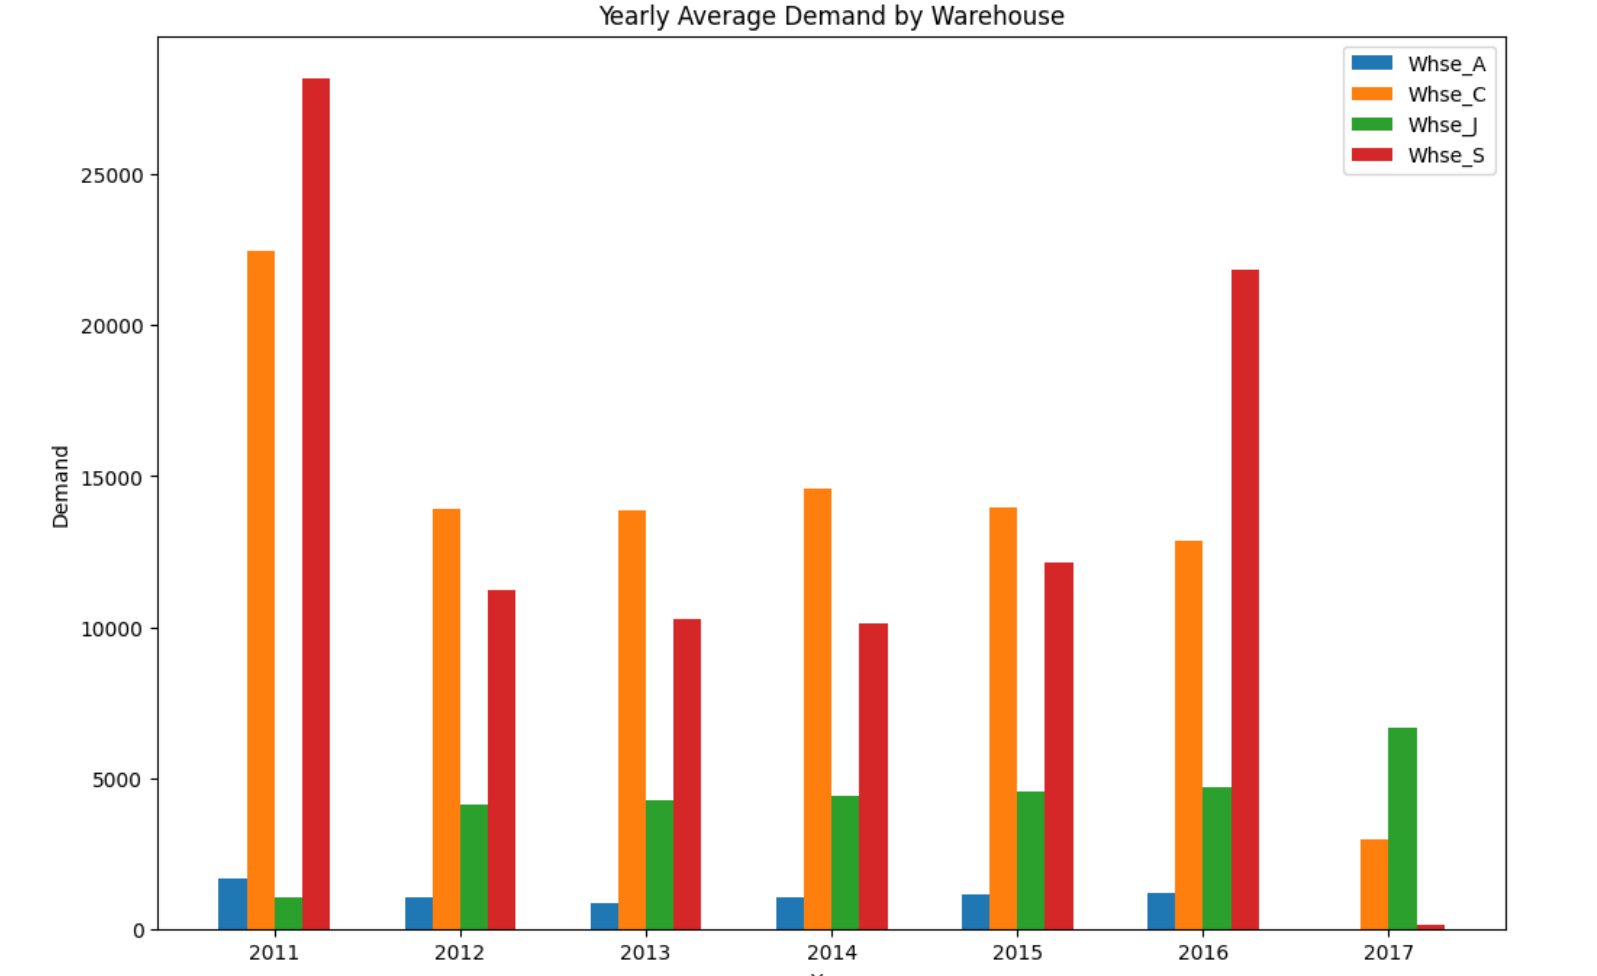 Yearly Average Demand by Warehouse
Whse_A
Whse_C
Whse_J
Whse_S
25000
20000
15000
10000
5000
0
Demand
2011 2012 2013 2014 2015 2016 2017